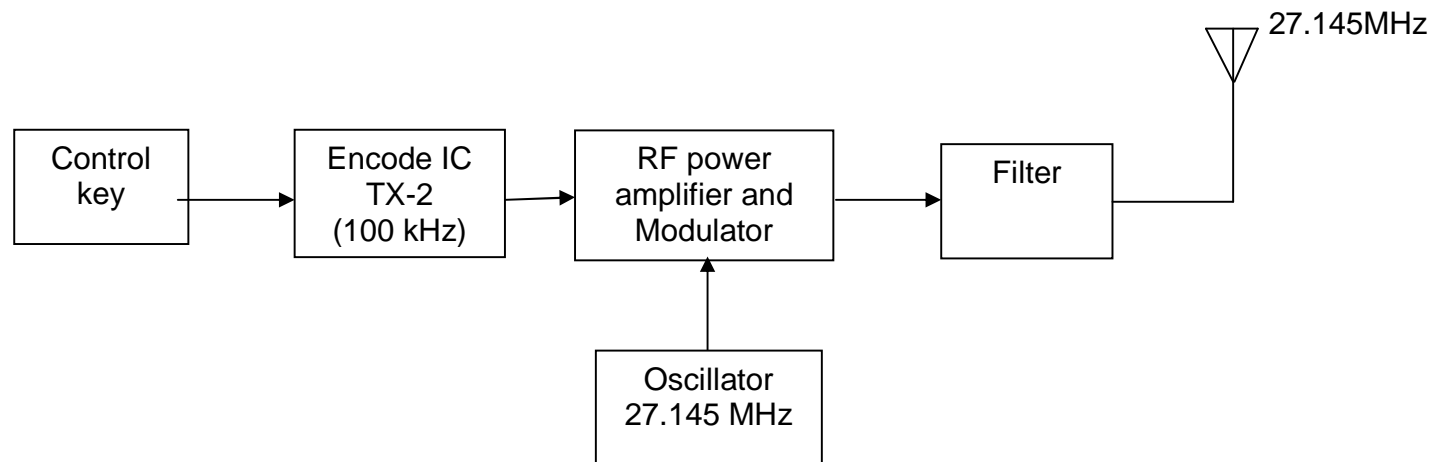 27.145MHz
Control
key
Encode IC
TX-2
(100 kHz)
RF power
amplifier and
Modulator
Filter
Oscillator
27.145 MHz